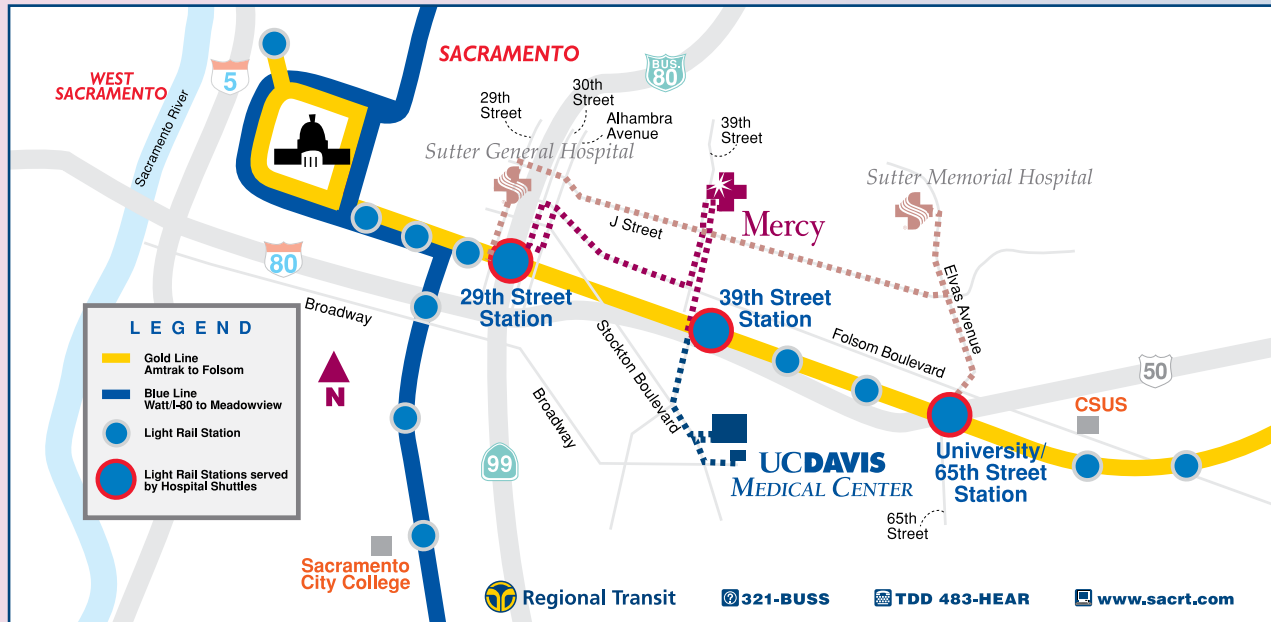 SACRAMENTO
WEST
SACRAMENTO
5
BUS.
80
Sacramento River
29th
Street
30th
Street
Alhambra
Avenue
39th
Street
Sutter General Hospital
Sutter Memorial Hospital
Mercy
J Street
80
Broadway
29th Street
Station
39th Street
Station
Elvas Avenue
Stockton Boulevard
Folsom Boulevard
50
Broadway
CSUS
LEGEND
Gold Line
Amtrak to Folsom
Blue Line
Watt/I-80 to Meadowview
Light Rail Station
Light Rail Stations served
by Hospital Shuttles
N
99
UCDAVIS
MEDICAL CENTER
University/
65th Street
Station
65th
Street
Sacramento
City College
Regional Transit
321-BUSS
TDD 483-HEAR
www.sacrt.com